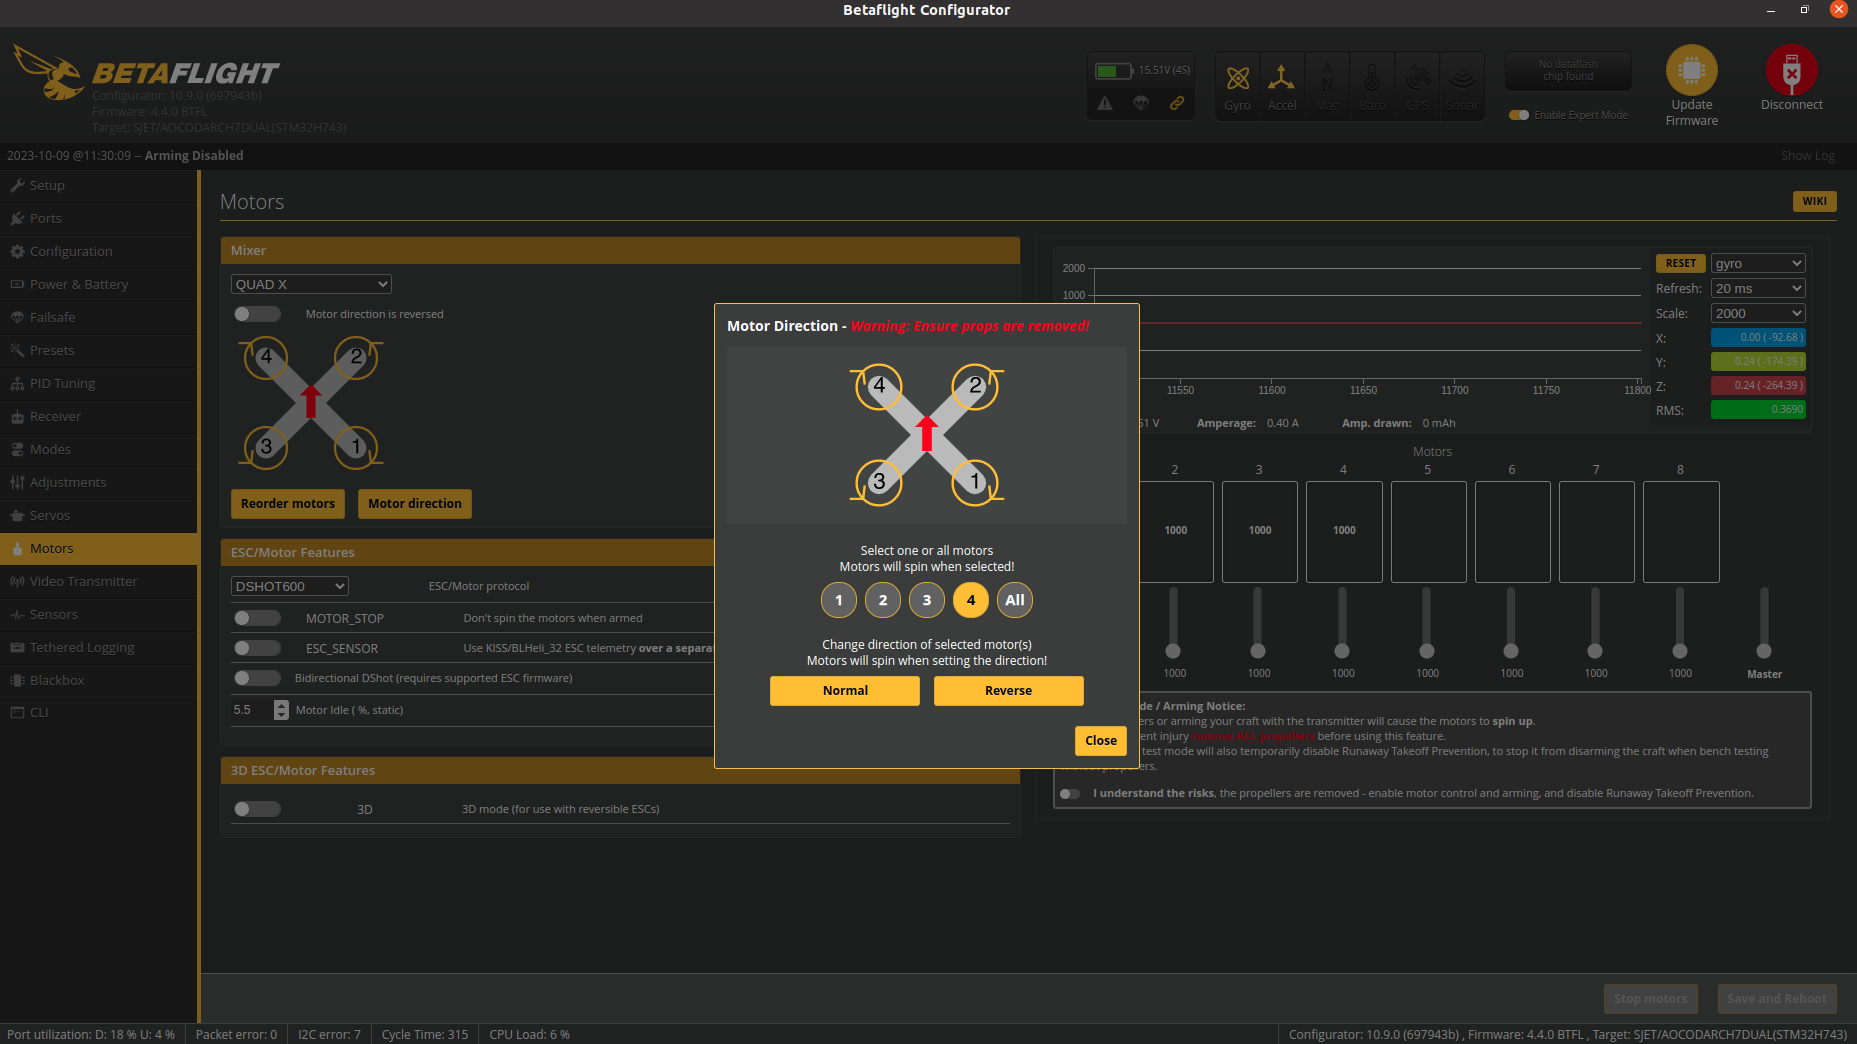 Betaflight Configurator
BETAFLIGHT
Configurator: 10.9.0 (697943b)
Firmware: 4.4.0 BTFL
Target: SJET/AOCODARCH7DUAL(STM32H743)
15.51V (4S)
Gyro
Accel
Mag
Baro
GPS
Sonar
No dataflash
chip found
Enable Expert Mode
Update
Firmware
Disconnect
2023-10-09 @11:30:09 -- Arming Disabled
Show Log
Setup
Ports
Configuration
Power & Battery
Failsafe
Presets
PID Tuning
Receiver
Modes
Adjustments
Servos
Motors
Video Transmitter
Sensors
Tethered Logging
Blackbox
CLI
Motors
WIKI
Mixer
QUAD X
Motor direction is reversed
4
2
3
1
Reorder motors
Motor direction
ESC/Motor Features
DSHOT600
ESC/Motor protocol
MOTOR_STOP
Don't spin the motors when armed
ESC_SENSOR
Use KISS/BLHeli_32 ESC telemetry over a separat
Bidirectional DShot (requires supported ESC firmware)
5.5
Motor Idle ( %, static)
3D ESC/Motor Features
3D
3D mode (for use with reversible ESCs)
Motor Direction - Warning: Ensure props are removed!
4
2
3
1
Select one or all motors
Motors will spin when selected!
1
2
3
4
All
Change direction of selected motor(s)
Motors will spin when setting the direction!
Normal
Reverse
Close
2000
1000
11550
11600
11650
11700
11750
11800
RESET
gyro
Refresh:
20 ms
Scale:
2000
X:
0.00 ( -92.68 )
Y:
0.24 ( -174.39 )
Z:
0.24 ( -264.39 )
RMS:
0.3690
51 V
Amperage: 0.40 A
Amp. drawn: 0 mAh
Motors
2
3
4
5
6
7
8
1000
1000
1000
1000
1000
1000
1000
1000
1000
1000
Master
de / Arming Notice:
ers or arming your craft with the transmitter will cause the motors to spin up.
ent injury remove ALL propellers before using this feature.
test mode will also temporarily disable Runaway Takeoff Prevention, to stop it from disarming the craft when bench testing
without propellers.
I understand the risks, the propellers are removed - enable motor control and arming, and disable Runaway Takeoff Prevention.
Stop motors
Save and Reboot
Port utilization: D: 18 % U: 4 %
Packet error: 0
I2C error: 7
Cycle Time: 315
CPU Load: 6 %
Configurator: 10.9.0 (697943b) , Firmware: 4.4.0 BTFL , Target: SJET/AOCODARCH7DUAL(STM32H743)